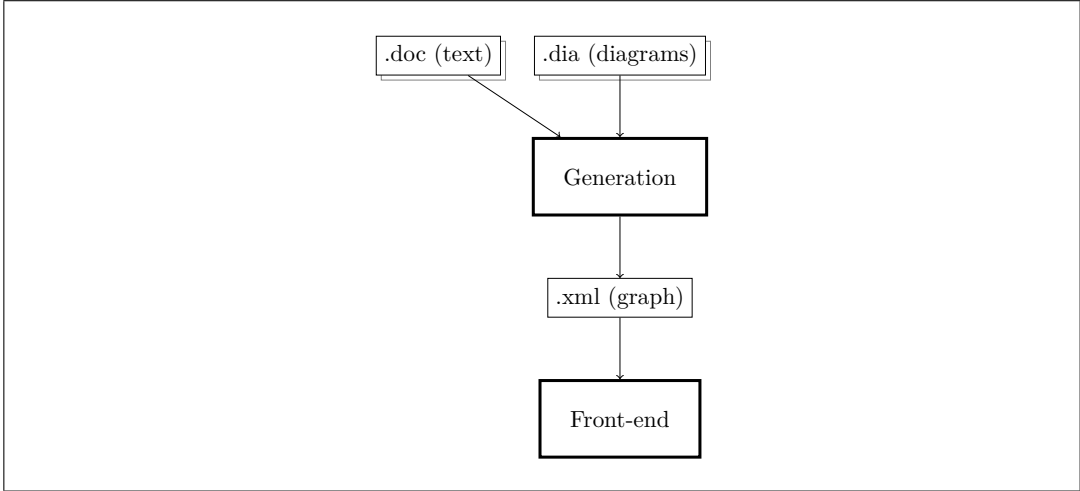 .doc (text)
.dia (diagrams)
Generation
.xml (graph)
Front-end